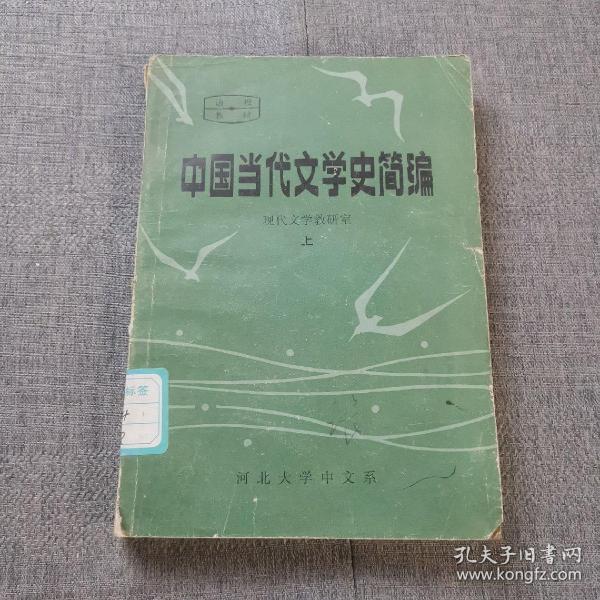 函授
教材
中国当代文学史简编
现代文学教研室
上
标签
河北大学中文系
孔夫子旧书网
www.kongfz.com